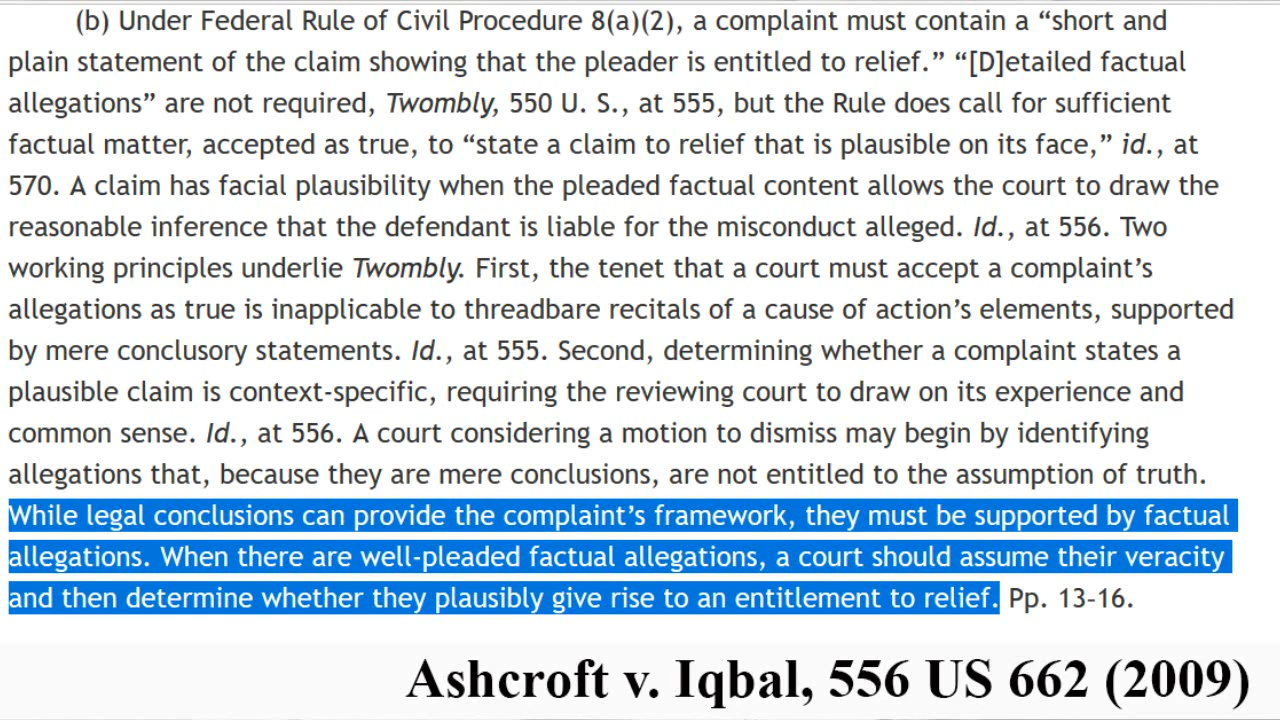 (b) Under Federal Rule of Civil Procedure 8(a)(2), a complaint must contain a “short and
plain statement of the claim showing that the pleader is entitled to relief.” “[D]etailed factual
allegations” are not required, Twombly, 550 U. S., at 555, but the Rule does call for sufficient
factual matter, accepted as true, to “state a claim to relief that is plausible on its face,” id., at
570. A claim has facial plausibility when the pleaded factual content allows the court to draw the
reasonable inference that the defendant is liable for the misconduct alleged. Id., at 556. Two
working principles underlie Twombly. First, the tenet that a court must accept a complaint’s
allegations as true is inapplicable to threadbare recitals of a cause of action’s elements, supported
by mere conclusory statements. Id., at 555. Second, determining whether a complaint states a
plausible claim is context-specific, requiring the reviewing court to draw on its experience and
common sense. Id., at 556. A court considering a motion to dismiss may begin by identifying
allegations that, because they are mere conclusions, are not entitled to the assumption of truth.
While legal conclusions can provide the complaint’s framework, they must be supported by factual
allegations. When there are well-pleaded factual allegations, a court should assume their veracity
and then determine whether they plausibly give rise to an entitlement to relief. Pp. 13–16.
Ashcroft v. Iqbal, 556 US 662 (2009)